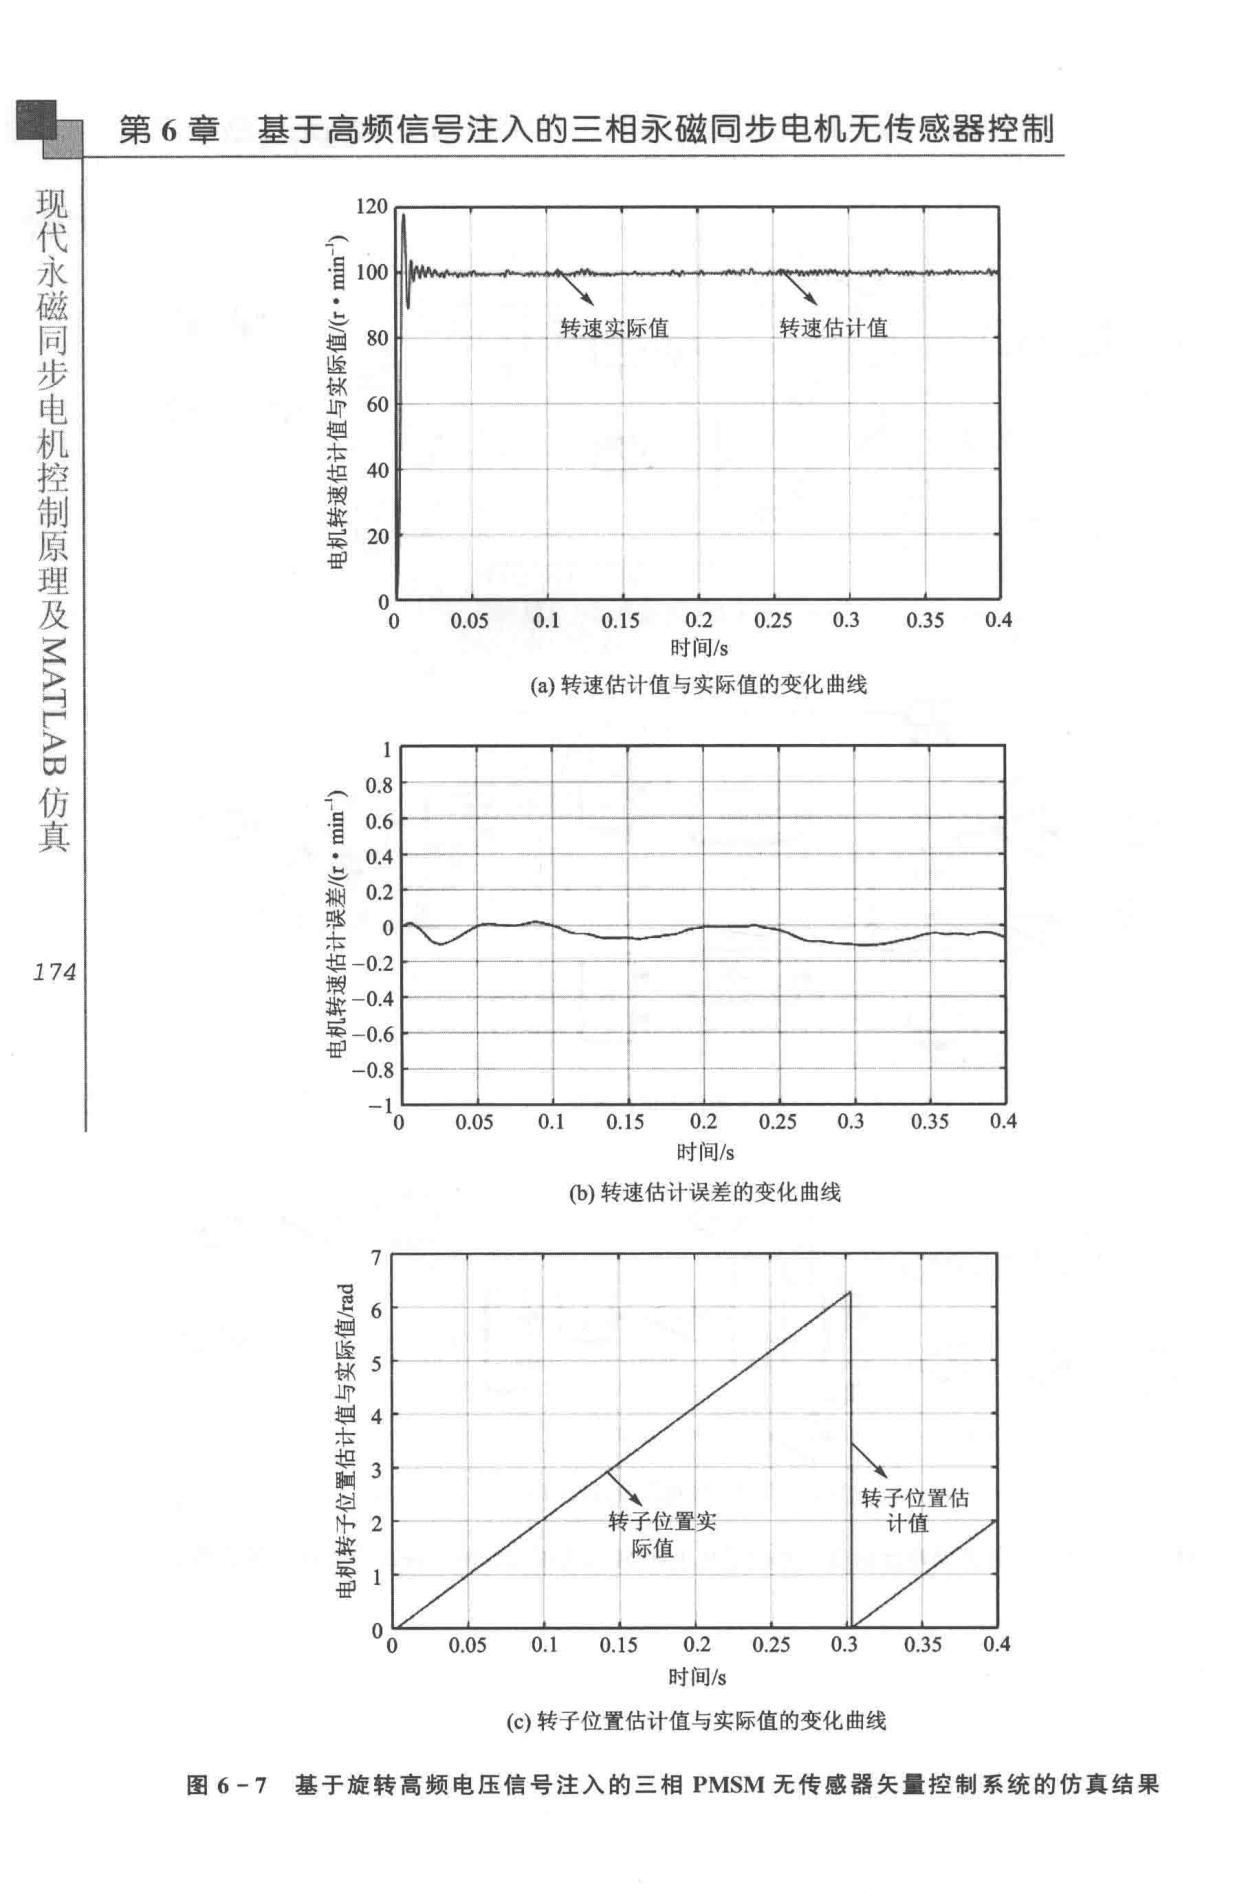 第 6 章 基于高频信号注入的三相永磁同步电机无传感器控制
现代永磁同步电机控制原理及MATLAB仿真
174
电机转速估计值与实际值/(r·min⁻¹)
120
100
80
60
40
20
0
转速实际值
转速估计值
0 0.05 0.1 0.15 0.2 0.25 0.3 0.35 0.4
时间/s
(a) 转速估计值与实际值的变化曲线
电机转速估计误差/(r·min⁻¹)
1
0.8
0.6
0.4
0.2
0
−0.2
−0.4
−0.6
−0.8
−1
0 0.05 0.1 0.15 0.2 0.25 0.3 0.35 0.4
时间/s
(b) 转速估计误差的变化曲线
电机转子位置估计值与实际值/rad
7
6
5
4
3
2
1
0
转子位置实
际值
转子位置估
计值
0 0.05 0.1 0.15 0.2 0.25 0.3 0.35 0.4
时间/s
(c) 转子位置估计值与实际值的变化曲线
图 6-7 基于旋转高频电压信号注入的三相 PMSM 无传感器矢量控制系统的仿真结果